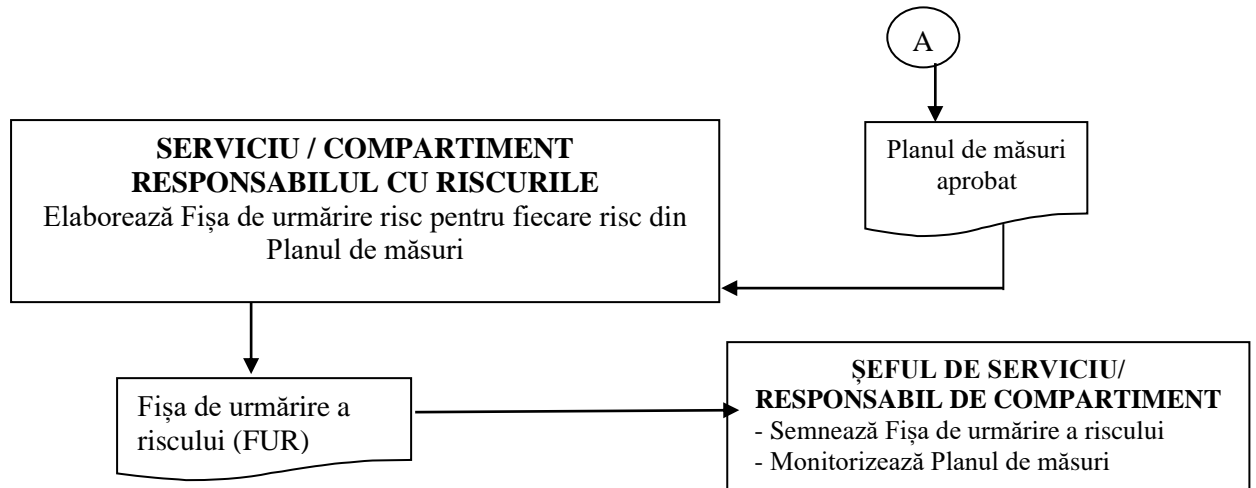 A
Planul de măsuri
aprobat
SERVICIU / COMPARTIMENT
RESPONSABILUL CU RISCURILE
Elaborează Fișa de urmărire risc pentru fiecare risc din
Planul de măsuri
Fișa de urmărire a
riscului (FUR)
ȘEFUL DE SERVICIU/
RESPONSABIL DE COMPARTIMENT
- Semnează Fișa de urmărire a riscului
- Monitorizează Planul de măsuri